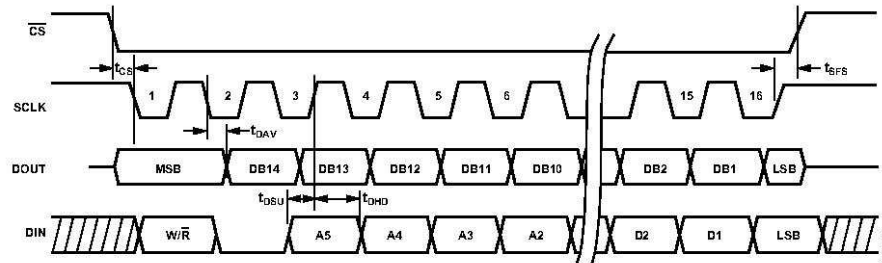 CS
tCS
tSFS
SCLK 1 2 3 4 5 6 15 16
tDAV
DOUT MSB DB14 DB13 DB12 DB11 DB10 DB2 DB1 LSB
tDSU tDHD
DIN W/R A5 A4 A3 A2 D2 D1 LSB